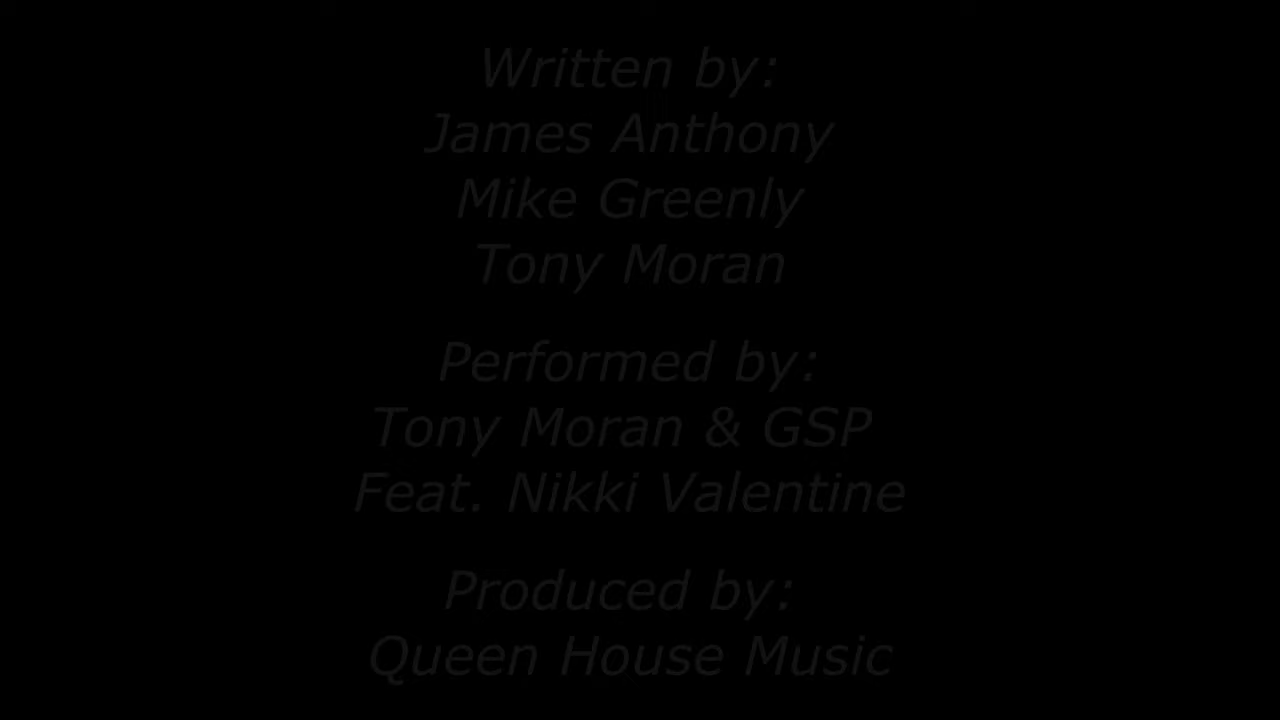 Written by:
James Anthony
Mike Greenly
Tony Moran
Performed by:
Tony Moran & GSP
Feat. Nikki Valentine
Produced by:
Queen House Music